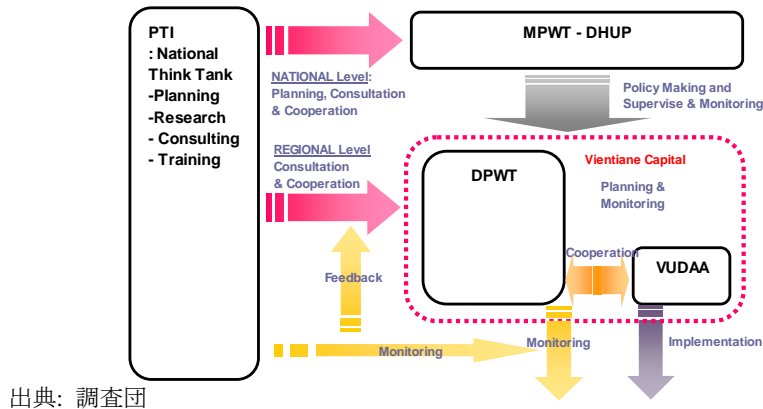 PTI
: National
Think Tank
-Planning
-Research
- Consulting
- Training
MPWT - DHUP
NATIONAL Level:
Planning, Consultation
& Cooperation
Policy Making and
Supervise & Monitoring
REGIONAL Level
Consultation
& Cooperation
Vientiane Capital
DPWT
Planning &
Monitoring
Cooperation
VUDAA
Feedback
Monitoring
Monitoring
Implementation
出典: 調査団